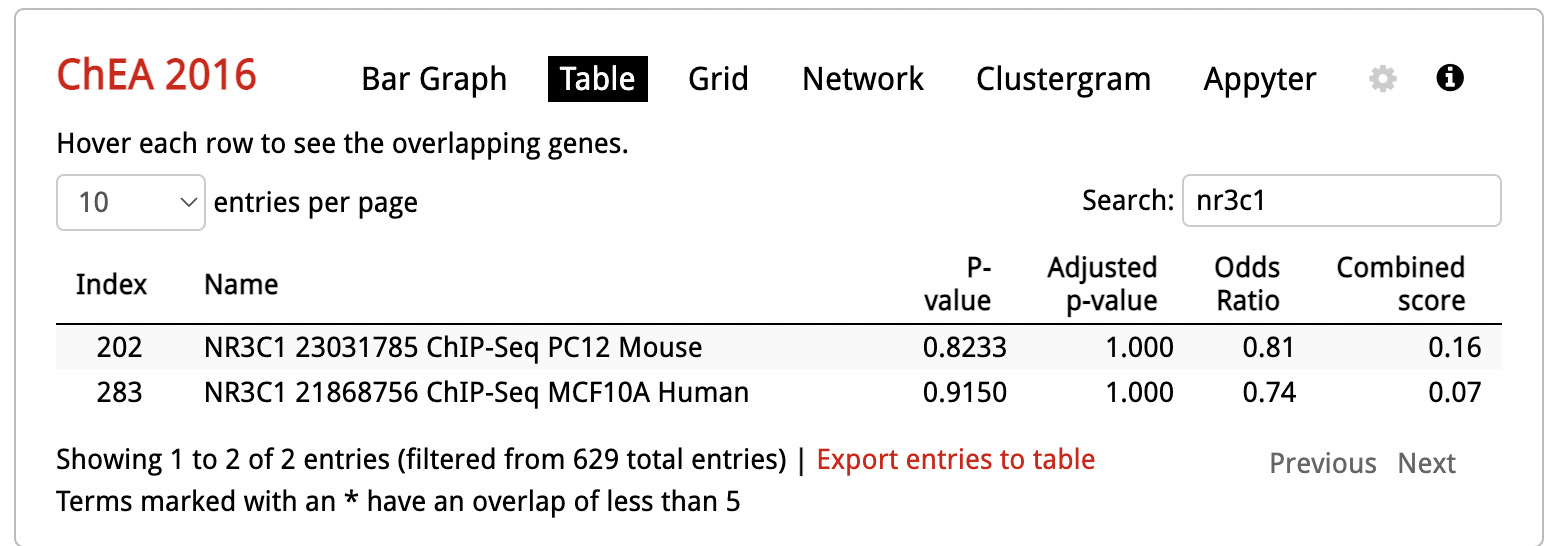 ChEA 2016 Bar Graph Table Grid Network Clustergram Appyter
Hover each row to see the overlapping genes.
10 entries per page Search: nr3c1
Index Name P-value Adjusted p-value Odds Ratio Combined score
202 NR3C1 23031785 ChIP-Seq PC12 Mouse 0.8233 1.000 0.81 0.16
283 NR3C1 21868756 ChIP-Seq MCF10A Human 0.9150 1.000 0.74 0.07
Showing 1 to 2 of 2 entries (filtered from 629 total entries) | Export entries to table Previous Next
Terms marked with an * have an overlap of less than 5